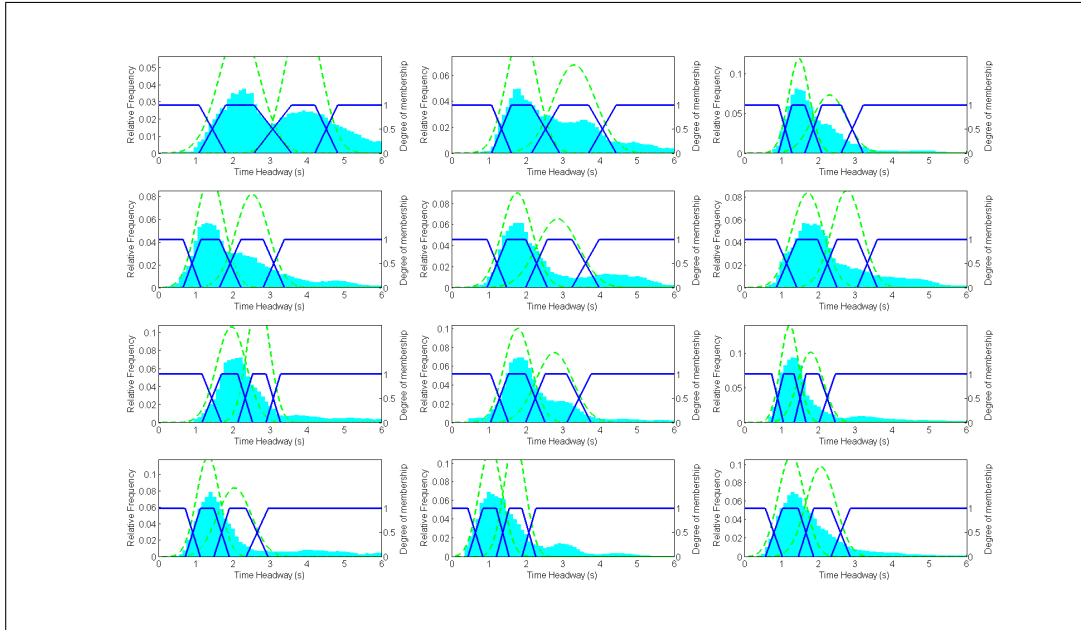 Relative Frequency
0.05
0.04
0.03
0.02
0.01
0
0 1 2 3 4 5 6
Time Headway (s)
1
0.5
0
Degree of membership
Relative Frequency
0.06
0.04
0.02
0
0 1 2 3 4 5 6
Time Headway (s)
1
0.5
0
Degree of membership
Relative Frequency
0.1
0.05
0
0 1 2 3 4 5 6
Time Headway (s)
1
0.5
0
Degree of membership
Relative Frequency
0.08
0.06
0.04
0.02
0
0 1 2 3 4 5 6
Time Headway (s)
1
0.5
0
Degree of membership
Relative Frequency
0.08
0.06
0.04
0.02
0
0 1 2 3 4 5 6
Time Headway (s)
1
0.5
0
Degree of membership
Relative Frequency
0.08
0.06
0.04
0.02
0
0 1 2 3 4 5 6
Time Headway (s)
1
0.5
0
Degree of membership
Relative Frequency
0.1
0.08
0.06
0.04
0.02
0
0 1 2 3 4 5 6
Time Headway (s)
1
0.5
0
Degree of membership
Relative Frequency
0.1
0.08
0.06
0.04
0.02
0
0 1 2 3 4 5 6
Time Headway (s)
1
0.5
0
Degree of membership
Relative Frequency
0.1
0.05
0
0 1 2 3 4 5 6
Time Headway (s)
1
0.5
0
Degree of membership
Relative Frequency
0.1
0.08
0.06
0.04
0.02
0
0 1 2 3 4 5 6
Time Headway (s)
1
0.5
0
Degree of membership
Relative Frequency
0.1
0.08
0.06
0.04
0.02
0
0 1 2 3 4 5 6
Time Headway (s)
1
0.5
0
Degree of membership
Relative Frequency
0.1
0.08
0.06
0.04
0.02
0
0 1 2 3 4 5 6
Time Headway (s)
1
0.5
0
Degree of membership